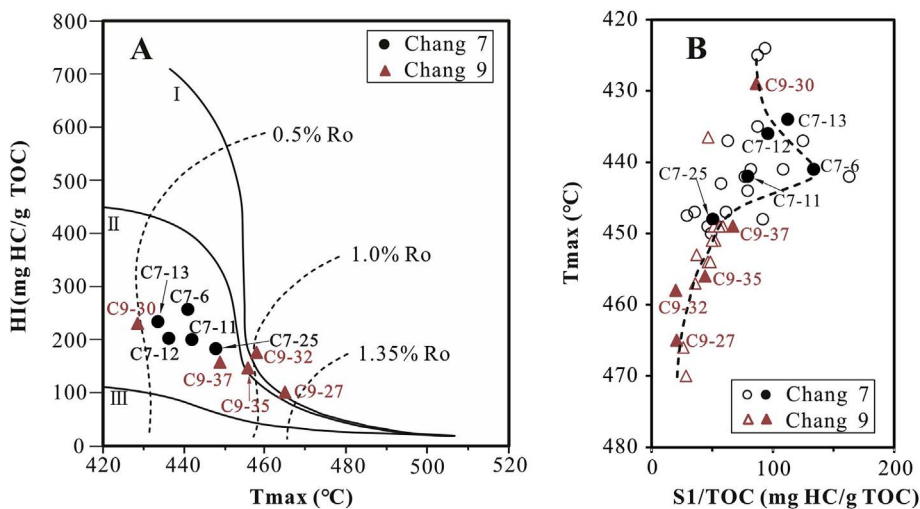 A
Chang 7
Chang 9
800
700
600
500
400
300
200
100
0
HI(mg HC/g TOC)
I
II
III
0.5% Ro
1.0% Ro
1.35% Ro
C7-13
C7-6
C9-30
C7-11
C7-25
C7-12
C9-32
C9-37
C9-35
C9-27
420
440
460
480
500
520
Tmax (℃)
B
420
430
440
450
460
470
480
Tmax (℃)
C9-30
C7-13
C7-12
C7-6
C7-25
C7-11
C9-37
C9-35
C9-32
C9-27
Chang 7
Chang 9
0
100
200
S1/TOC (mg HC/g TOC)